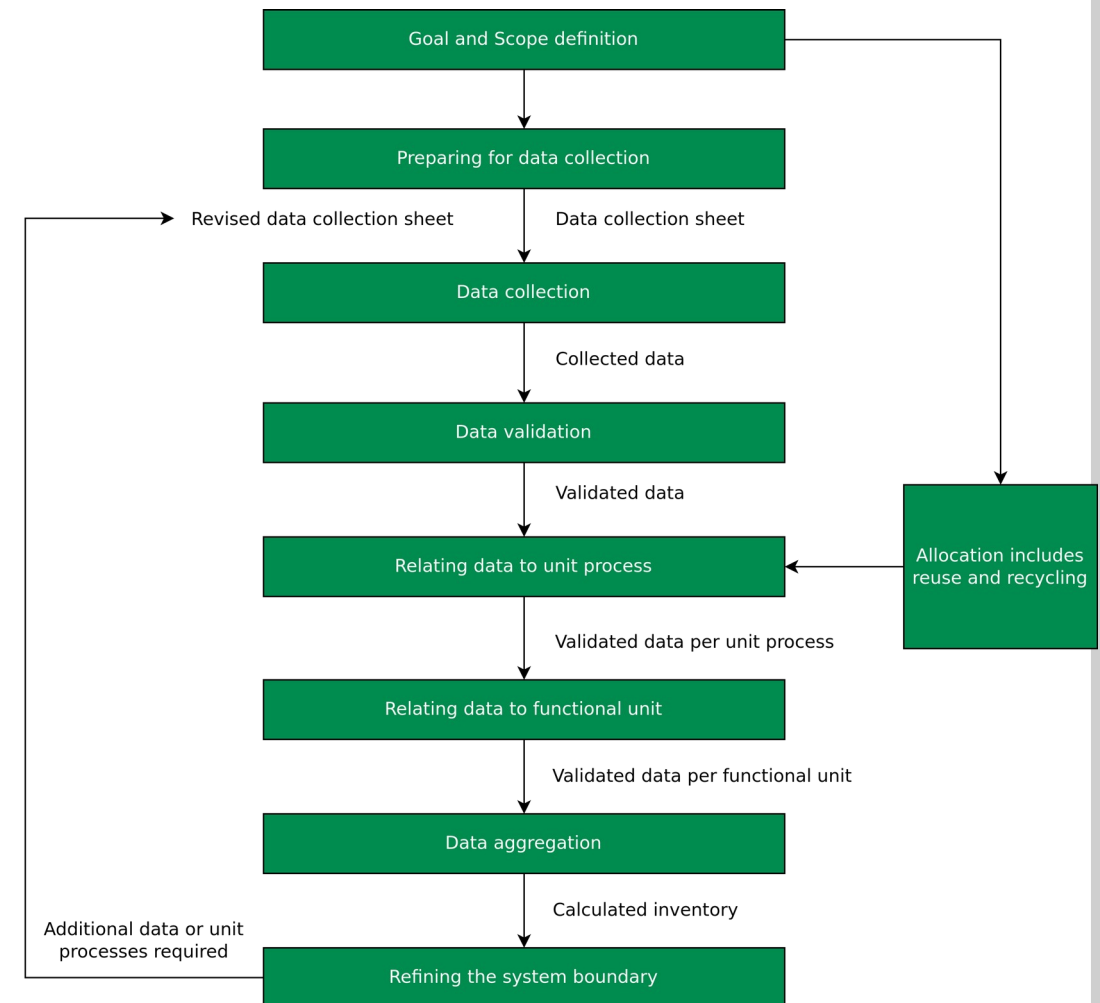 Goal and Scope definition
Preparing for data collection
Revised data collection sheet
Data collection sheet
Data collection
Collected data
Data validation
Validated data
Relating data to unit process
Allocation includes
reuse and recycling
Validated data per unit process
Relating data to functional unit
Validated data per functional unit
Data aggregation
Calculated inventory
Additional data or unit
processes required
Refining the system boundary